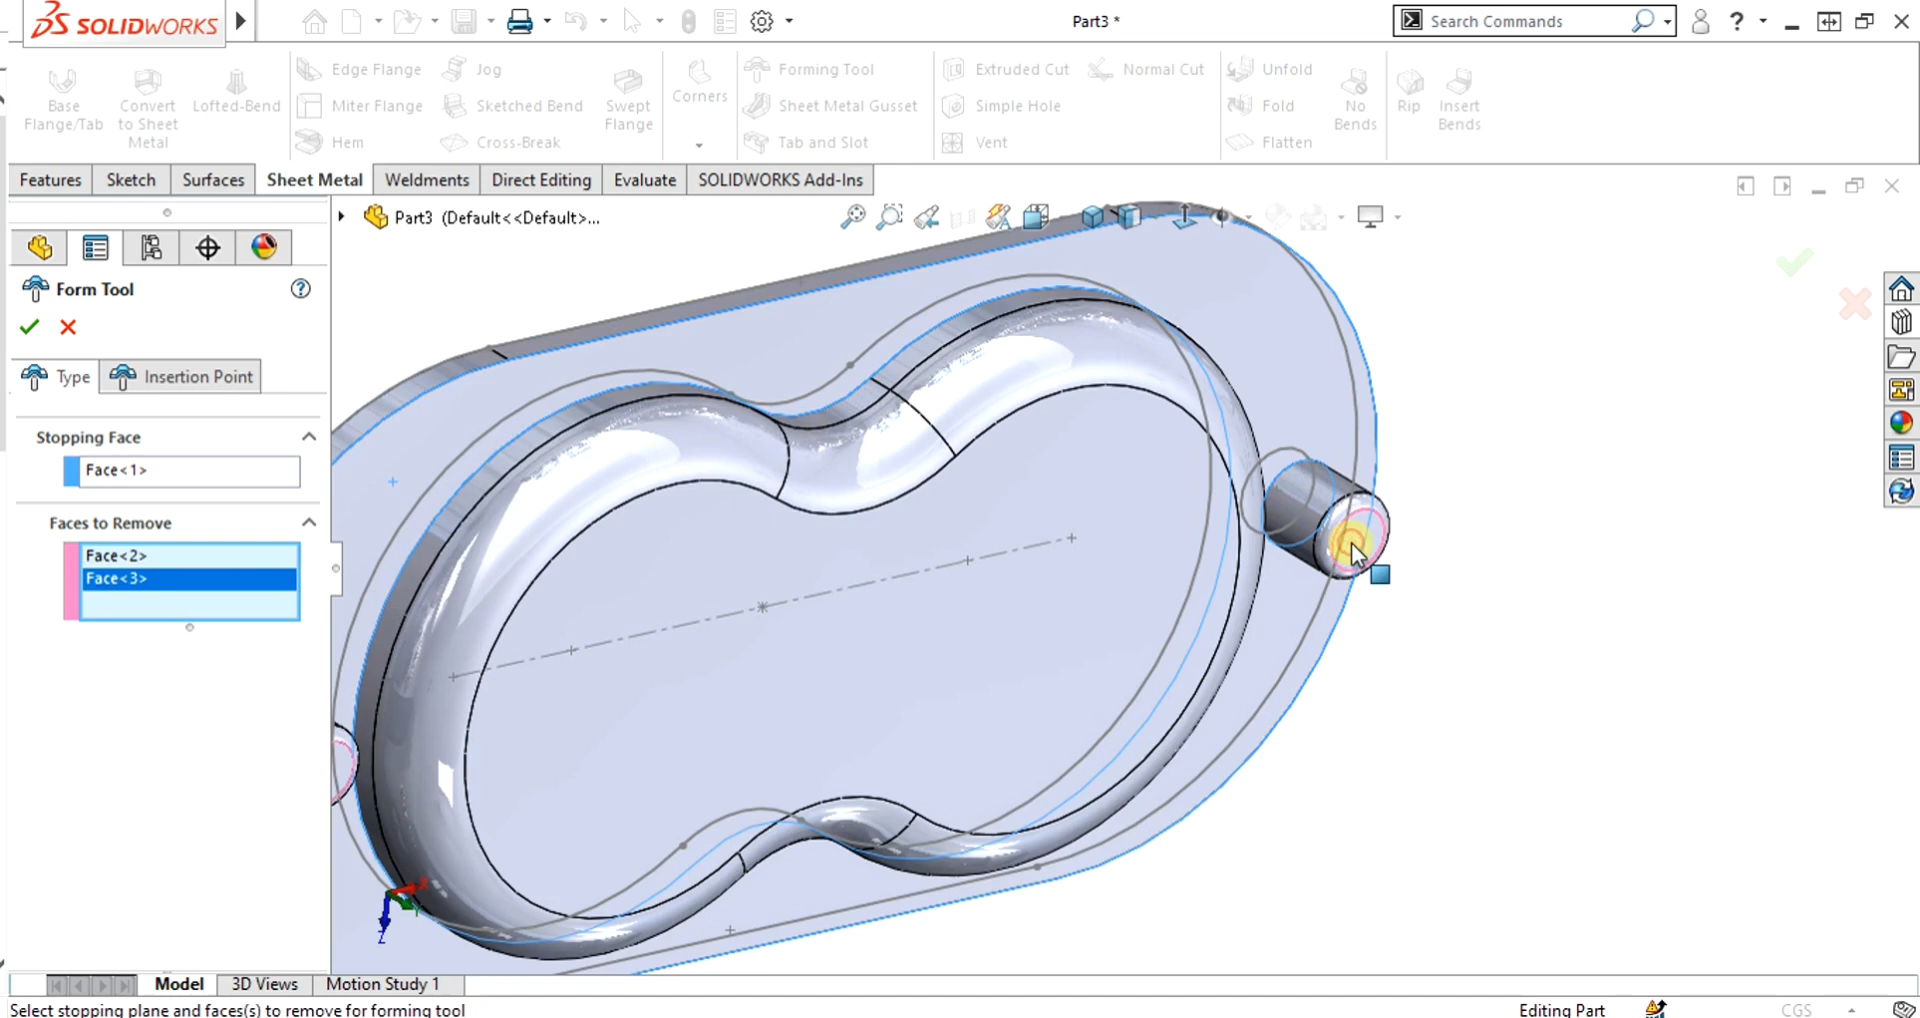 SOLIDWORKS
Part3 *
Search Commands
?
Base Flange/Tab
Convert to Sheet Metal
Lofted-Bend
Edge Flange
Miter Flange
Hem
Jog
Sketched Bend
Cross-Break
Swept Flange
Corners
Forming Tool
Sheet Metal Gusset
Tab and Slot
Extruded Cut
Simple Hole
Vent
Normal Cut
Unfold
Fold
Flatten
No Bends
Rip
Insert Bends
Features Sketch Surfaces Sheet Metal Weldments Direct Editing Evaluate SOLIDWORKS Add-Ins
Part3 (Default<<Default>...
Form Tool
?
Type
Insertion Point
Stopping Face
Face<1>
Faces to Remove
Face<2>
Face<3>
X
Y
Z
Model 3D Views Motion Study 1
Select stopping plane and faces(s) to remove for forming tool
Editing Part
CGS